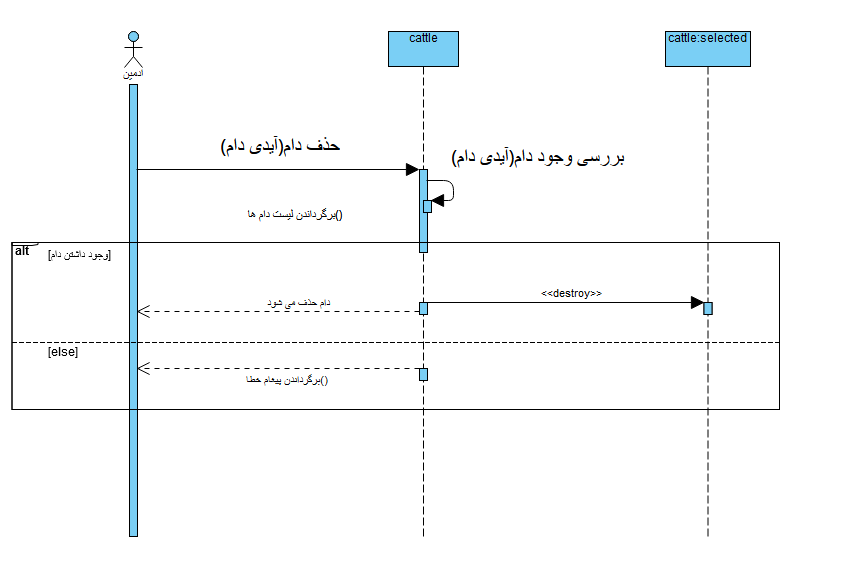 cattle
cattle:selected
ادمین
حذف دام(آیدی دام)
بررسی وجود دام(آیدی دام)
برگرداندن لیست دام ها()
alt
[وجود داشتن دام]
<<destroy>>
دام حذف می شود
[else]
برگرداندن پیغام خطا()